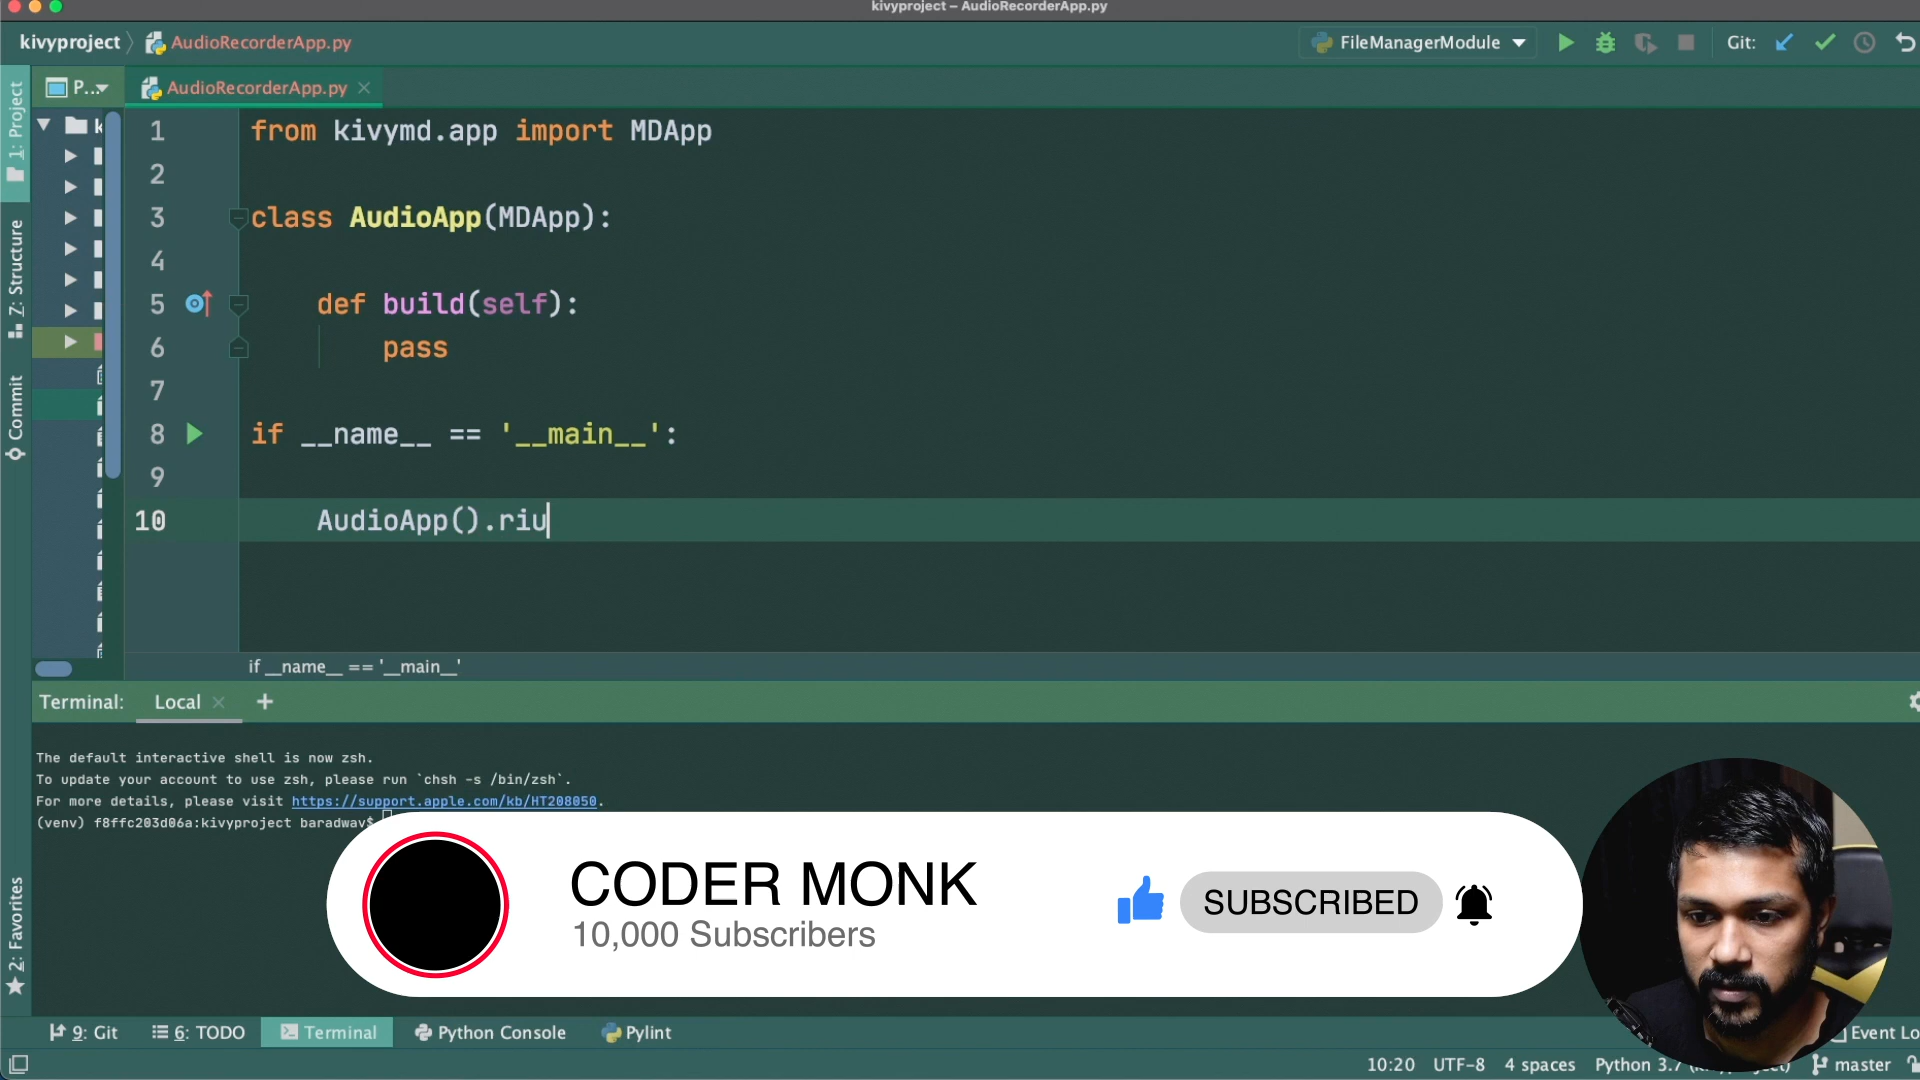 kivyproject – AudioRecorderApp.py
kivyproject AudioRecorderApp.py FileManagerModule Git:
P... AudioRecorderApp.py
1: Project
Z: Structure
Commit
2: Favorites
k
1 from kivymd.app import MDApp
2
3 class AudioApp(MDApp):
4
5 def build(self):
6 pass
7
8 if __name__ == '__main__':
9
10 AudioApp().riu
if __name__ == '__main__'
Terminal: Local +
The default interactive shell is now zsh.
To update your account to use zsh, please run `chsh -s /bin/zsh`.
For more details, please visit https://support.apple.com/kb/HT208050.
(venv) f8ffc203d06a:kivyproject baradwav$
CODER MONK
10,000 Subscribers
SUBSCRIBED
9: Git 6: TODO Terminal Python Console Pylint Event Lo
10:20 UTF-8 4 spaces Python 3.7 master